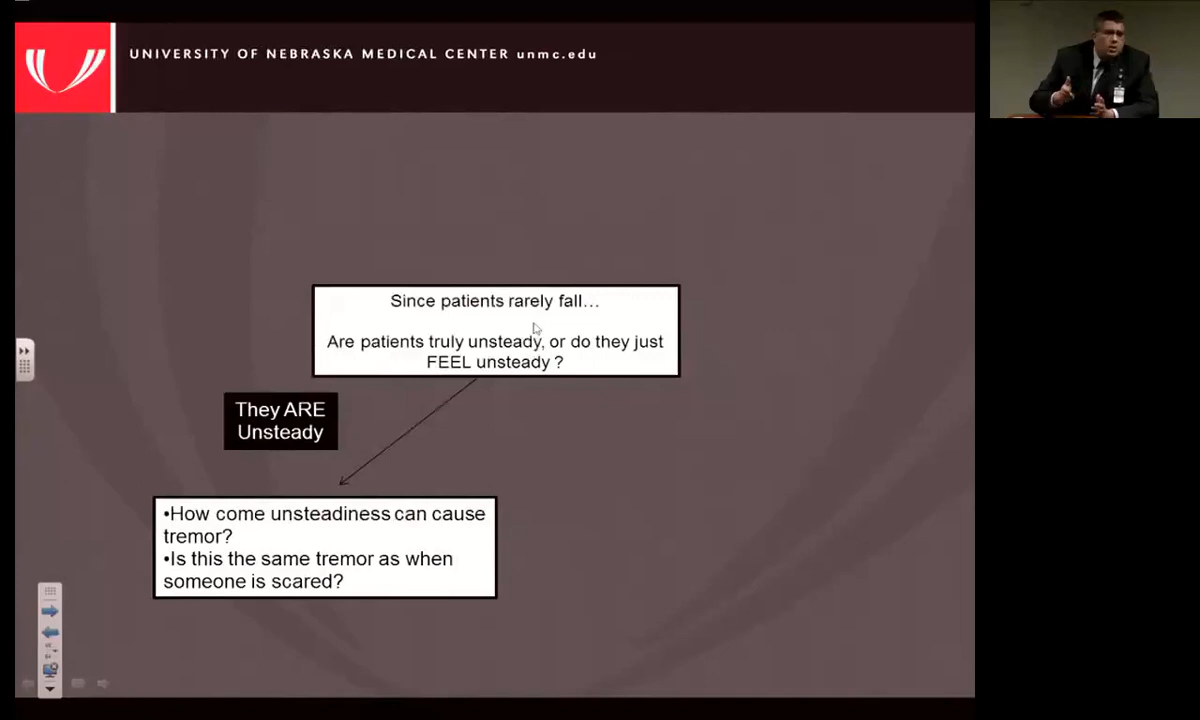 UNIVERSITY OF NEBRASKA MEDICAL CENTER unmc.edu
Since patients rarely fall...
Are patients truly unsteady, or do they just
FEEL unsteady ?
They ARE
Unsteady
•How come unsteadiness can cause
tremor?
•Is this the same tremor as when
someone is scared?